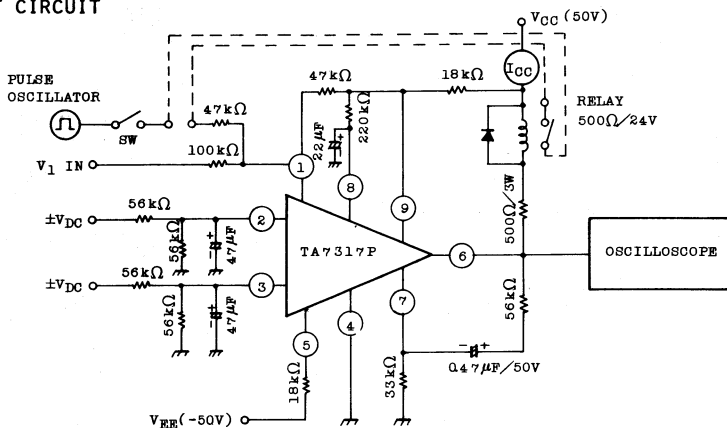 T CIRCUIT
VCC (50V)
ICC
PULSE
OSCILLATOR
SW
47kΩ
V1 IN
100kΩ
47kΩ
22μF
+
220kΩ
18kΩ
RELAY
500Ω/24V
1
8
9
500Ω/3W
±VDC
56kΩ
56kΩ
- +
47μF
2
TA7317P
6
OSCILLOSCOPE
±VDC
56kΩ
56kΩ
- +
47μF
3
5
4
7
56kΩ
18kΩ
33kΩ
- +
0.47μF/50V
VEE(-50V)